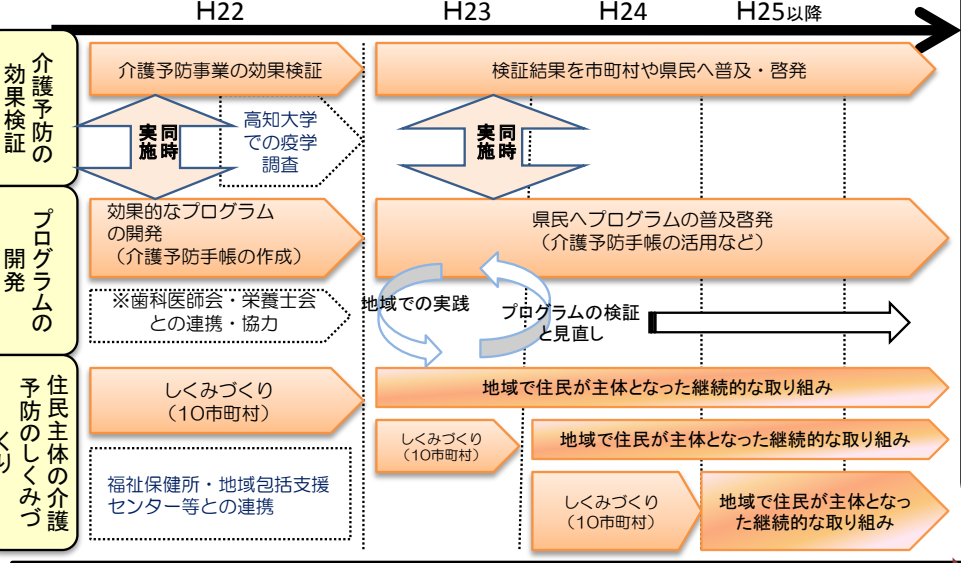 H22
H23
H24
H25以降
介護予防の
効果検証
介護予防事業の効果検証
検証結果を市町村や県民へ普及・啓発
同時
実施
高知大学
での疫学
調査
同時
実施
プログラムの
開発
効果的なプログラム
の開発
(介護予防手帳の作成)
県民へプログラムの普及啓発
(介護予防手帳の活用など)
※歯科医師会・栄養士会
との連携・協力
地域での実践
プログラムの検証
と見直し
住民主体の介護
予防のしくみづ
くり
しくみづくり
(10市町村)
地域で住民が主体となった継続的な取り組み
しくみづくり
(10市町村)
地域で住民が主体となった継続的な取り組み
福祉保健所・地域包括支援
センター等との連携
しくみづくり
(10市町村)
地域で住民が主体となっ
た継続的な取り組み